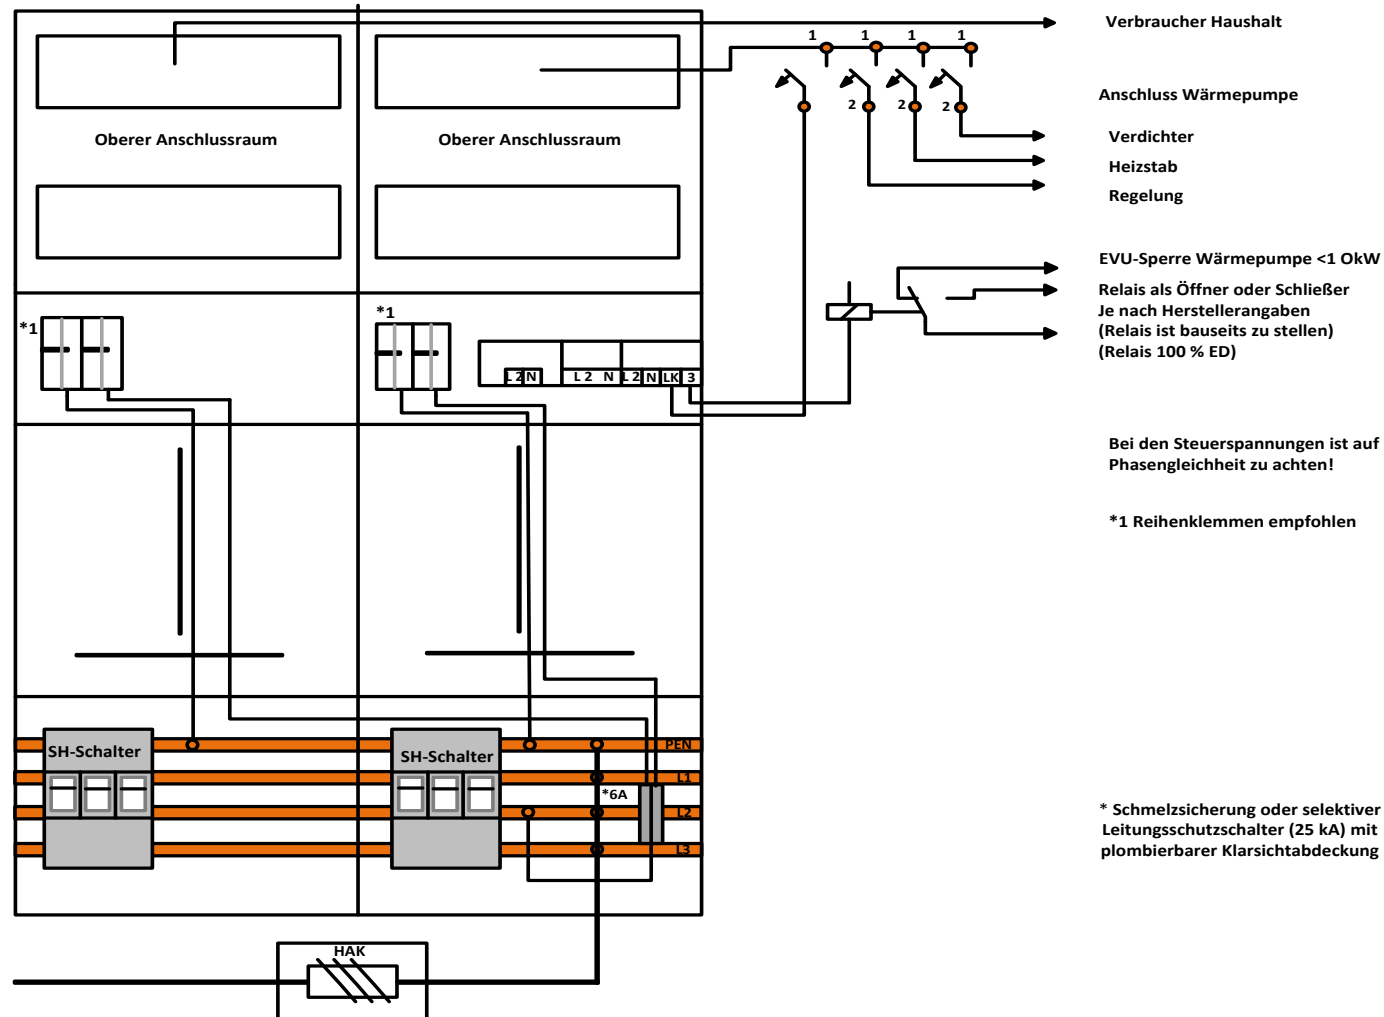 Verbraucher Haushalt
1 1 1 1
Anschluss Wärmepumpe
2 2 2
Oberer Anschlussraum
Oberer Anschlussraum
Verdichter
Heizstab
Regelung
EVU-Sperre Wärmepumpe <1 OkW
Relais als Öffner oder Schließer
Je nach Herstellerangaben
(Relais ist bauseits zu stellen)
(Relais 100 % ED)
*1
*1
L 2 N L 2 N L 2 N LK 3
Bei den Steuerspannungen ist auf
Phasengleichheit zu achten!
*1 Reihenklemmen empfohlen
SH-Schalter
SH-Schalter
PEN
L1
*6A
L2
L3
* Schmelzsicherung oder selektiver
Leitungsschutzschalter (25 kA) mit
plombierbarer Klarsichtabdeckung
HAK